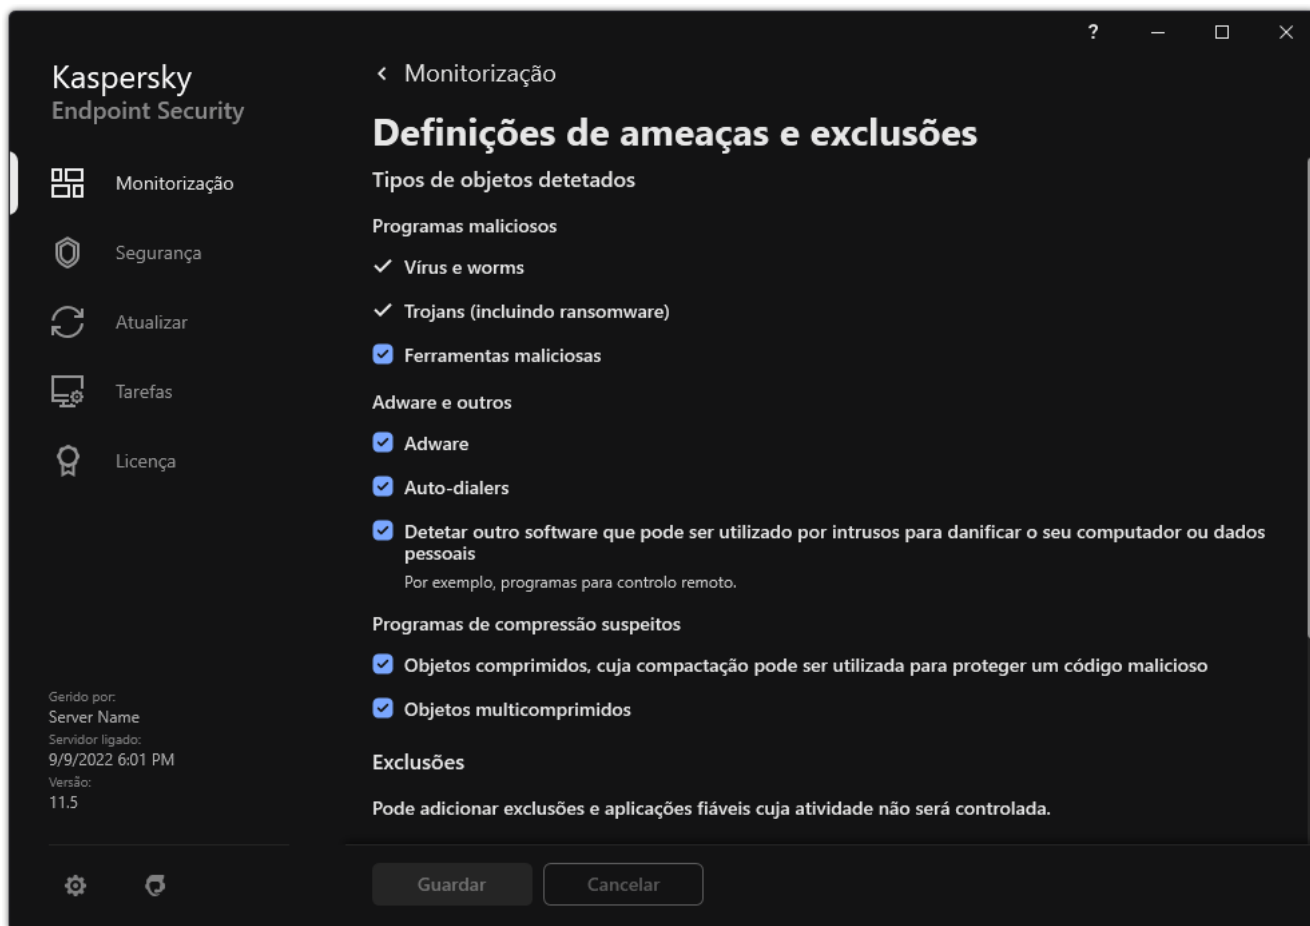 ?
Kaspersky
Endpoint Security
Monitorização
Segurança
Atualizar
Tarefas
Licença
Gerido por:
Server Name
Servidor ligado:
9/9/2022 6:01 PM
Versão:
11.5
Monitorização
Definições de ameaças e exclusões
Tipos de objetos detetados
Programas maliciosos
Vírus e worms
Trojans (incluindo ransomware)
Ferramentas maliciosas
Adware e outros
Adware
Auto-dialers
Detetar outro software que pode ser utilizado por intrusos para danificar o seu computador ou dados
pessoais
Por exemplo, programas para controlo remoto.
Programas de compressão suspeitos
Objetos comprimidos, cuja compactação pode ser utilizada para proteger um código malicioso
Objetos multicomprimidos
Exclusões
Pode adicionar exclusões e aplicações fiáveis cuja atividade não será controlada.
Guardar
Cancelar